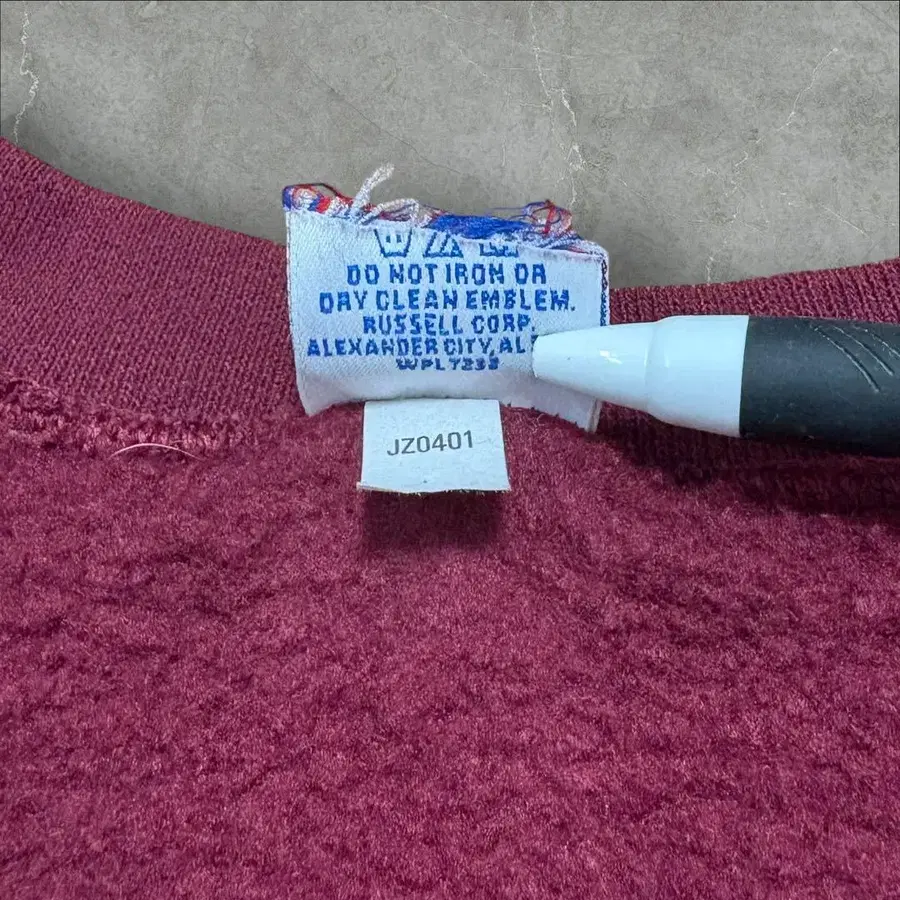 DO NOT IRON OR
DRY CLEAN EMBLEM.
RUSSELL CORP.
ALEXANDER CITY, AL
WPL 7233
JZ0401